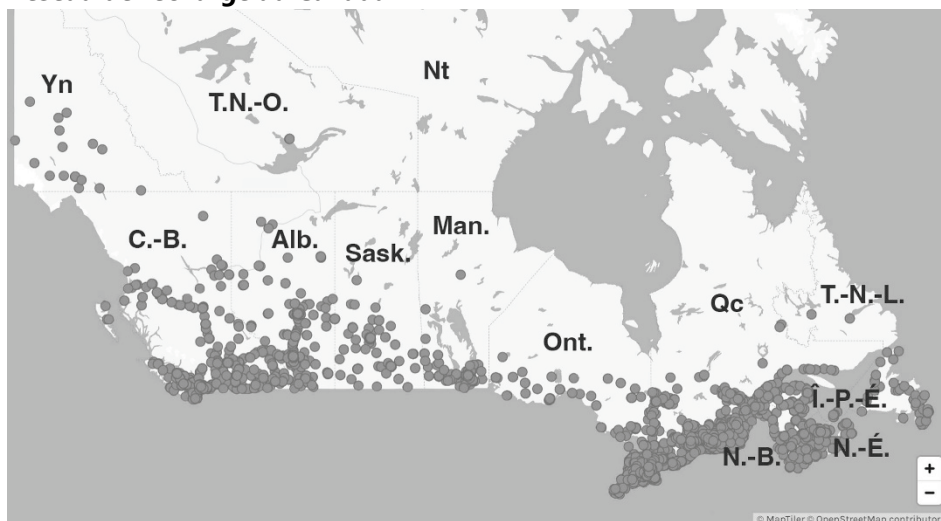 Yn
Nt
T.N.-O.
C.-B.
Alb.
Sask.
Man.
Ont.
Qc
T.-N.-L.
Î.-P.-É.
N.-B.
N.-É.
+
−
© MapTiler © OpenStreetMap contributor